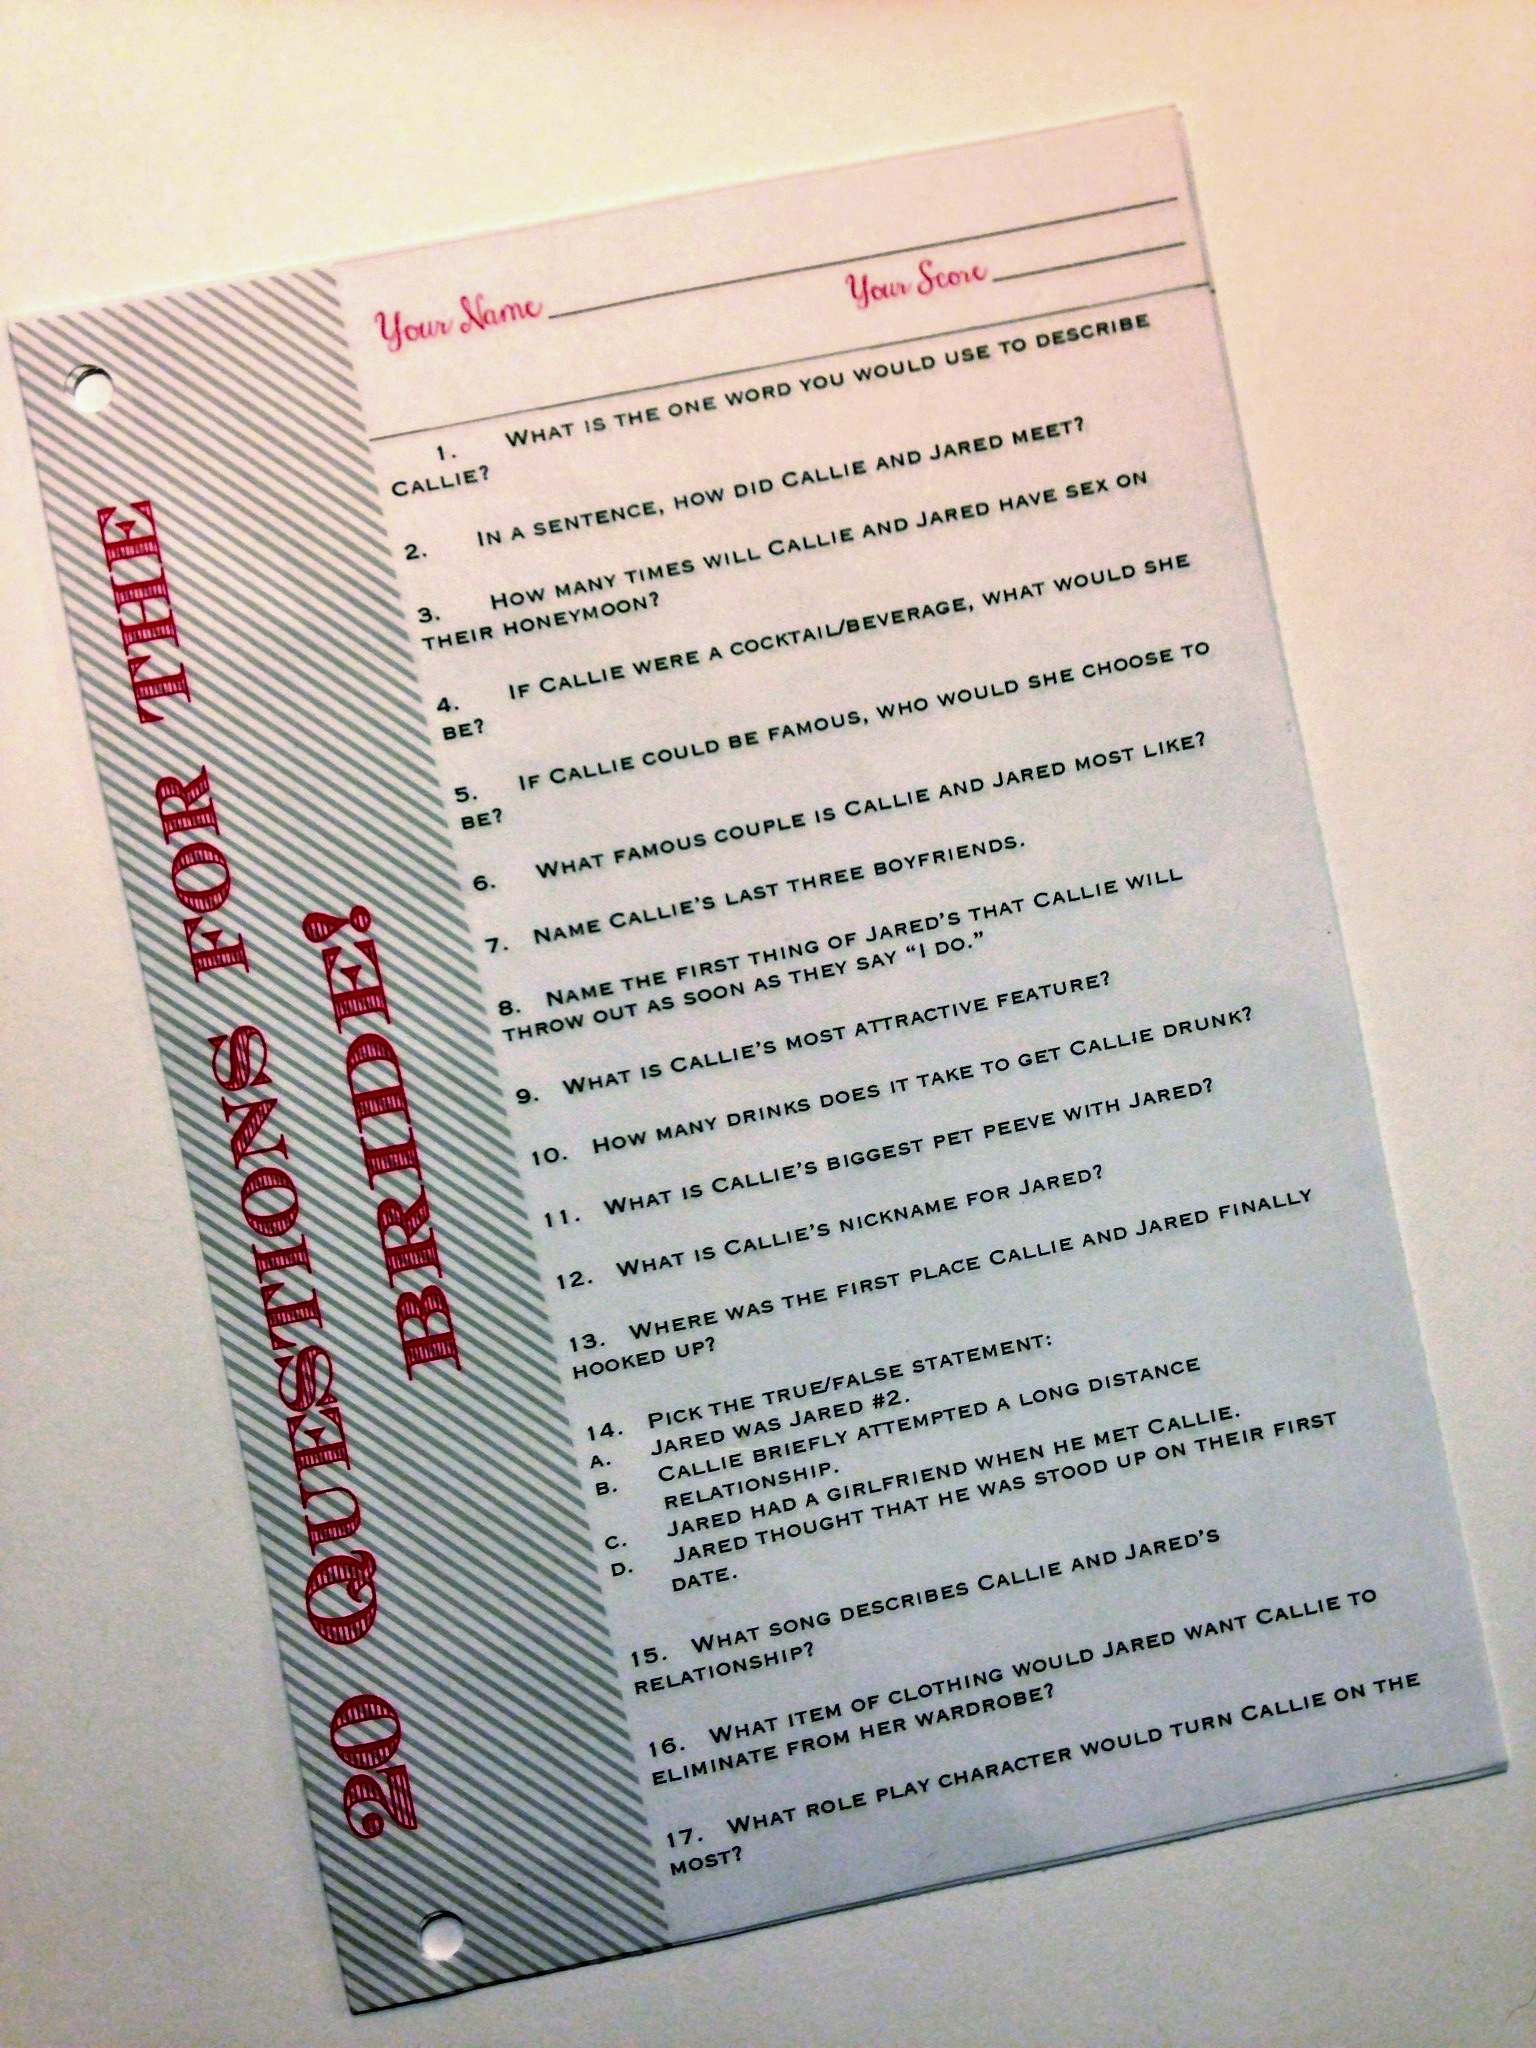 20 QUESTIONS FOR THE
BRIDE!
Your Name
Your Score
1. WHAT IS THE ONE WORD YOU WOULD USE TO DESCRIBE
CALLIE?
2. IN A SENTENCE, HOW DID CALLIE AND JARED MEET?
3. HOW MANY TIMES WILL CALLIE AND JARED HAVE SEX ON
THEIR HONEYMOON?
4. IF CALLIE WERE A COCKTAIL/BEVERAGE, WHAT WOULD SHE
BE?
5. IF CALLIE COULD BE FAMOUS, WHO WOULD SHE CHOOSE TO
BE?
6. WHAT FAMOUS COUPLE IS CALLIE AND JARED MOST LIKE?
7. NAME CALLIE'S LAST THREE BOYFRIENDS.
8. NAME THE FIRST THING OF JARED'S THAT CALLIE WILL
THROW OUT AS SOON AS THEY SAY "I DO."
9. WHAT IS CALLIE'S MOST ATTRACTIVE FEATURE?
10. HOW MANY DRINKS DOES IT TAKE TO GET CALLIE DRUNK?
11. WHAT IS CALLIE'S BIGGEST PET PEEVE WITH JARED?
12. WHAT IS CALLIE'S NICKNAME FOR JARED?
13. WHERE WAS THE FIRST PLACE CALLIE AND JARED FINALLY
HOOKED UP?
14. PICK THE TRUE/FALSE STATEMENT:
A. JARED WAS JARED #2.
B. CALLIE BRIEFLY ATTEMPTED A LONG DISTANCE
RELATIONSHIP.
C. JARED HAD A GIRLFRIEND WHEN HE MET CALLIE.
D. JARED THOUGHT THAT HE WAS STOOD UP ON THEIR FIRST
DATE.
15. WHAT SONG DESCRIBES CALLIE AND JARED'S
RELATIONSHIP?
16. WHAT ITEM OF CLOTHING WOULD JARED WANT CALLIE TO
ELIMINATE FROM HER WARDROBE?
17. WHAT ROLE PLAY CHARACTER WOULD TURN CALLIE ON THE
MOST?